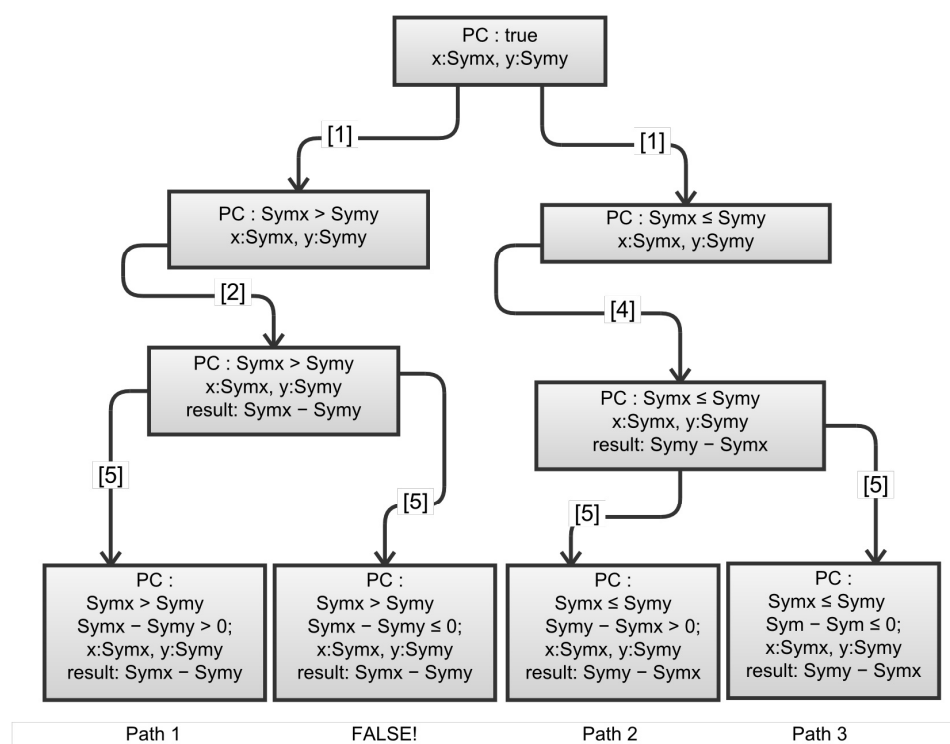 PC : true
x:Symx, y:Symy
[1]
[1]
PC : Symx > Symy
x:Symx, y:Symy
PC : Symx ≤ Symy
x:Symx, y:Symy
[2]
[4]
PC : Symx > Symy
x:Symx, y:Symy
result: Symx − Symy
PC : Symx ≤ Symy
x:Symx, y:Symy
result: Symy − Symx
[5]
[5]
[5]
[5]
PC :
Symx > Symy
Symx − Symy > 0;
x:Symx, y:Symy
result: Symx − Symy
PC :
Symx > Symy
Symx − Symy ≤ 0;
x:Symx, y:Symy
result: Symx − Symy
PC :
Symx ≤ Symy
Symy − Symx > 0;
x:Symx, y:Symy
result: Symy − Symx
PC :
Symx ≤ Symy
Sym − Sym ≤ 0;
x:Symx, y:Symy
result: Symy − Symx
Path 1
FALSE!
Path 2
Path 3